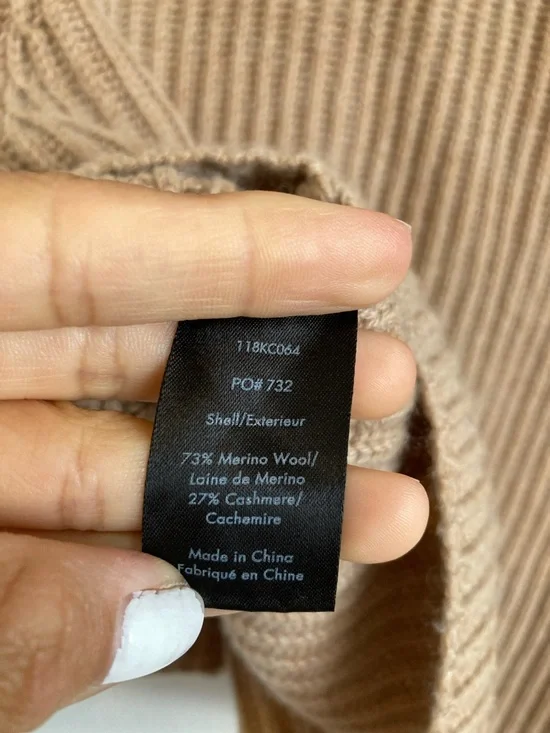 118KC064
PO# 732
Shell/Exterieur
73% Merino Wool/
Laine de Merino
27% Cashmere/
Cachemire
Made in China
Fabriqué en Chine